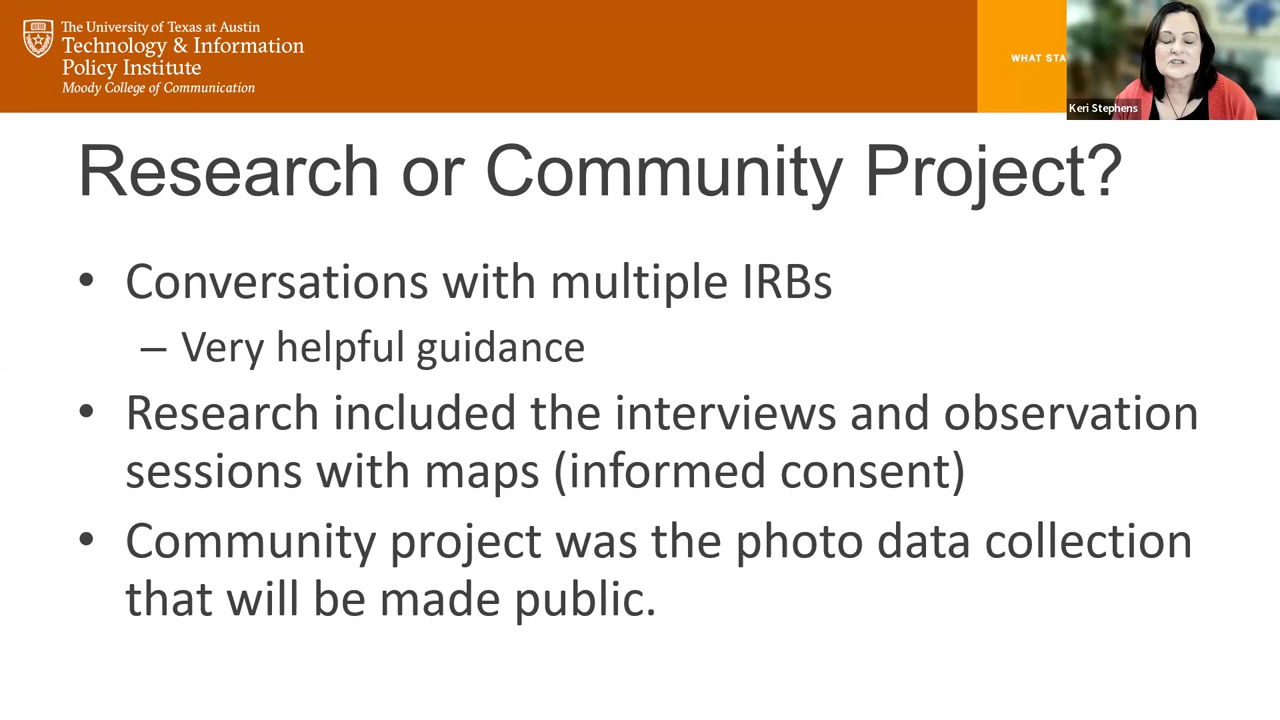 The University of Texas at Austin
Technology & Information
Policy Institute
Moody College of Communication
WHAT STA
Keri Stephens
Research or Community Project?
• Conversations with multiple IRBs
– Very helpful guidance
• Research included the interviews and observation
sessions with maps (informed consent)
• Community project was the photo data collection
that will be made public.